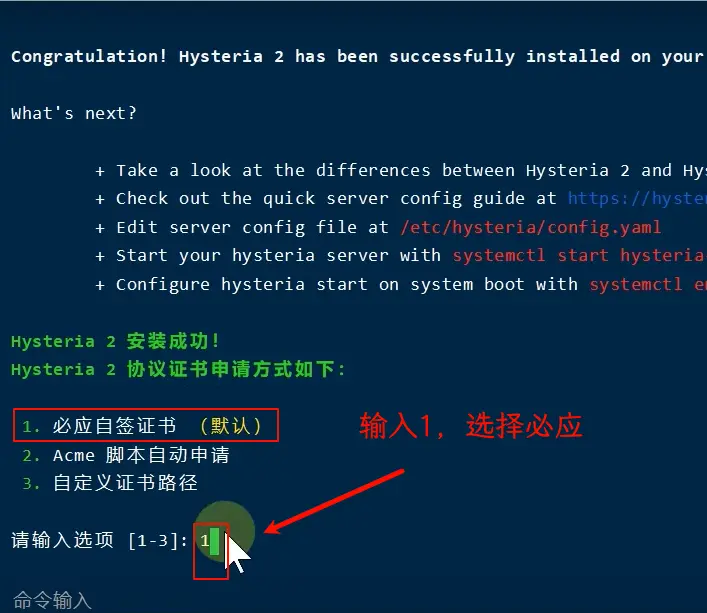 Congratulation! Hysteria 2 has been successfully installed on your
What's next?
+ Take a look at the differences between Hysteria 2 and Hys
+ Check out the quick server config guide at https://hyster
+ Edit server config file at /etc/hysteria/config.yaml
+ Start your hysteria server with systemctl start hysteria-
+ Configure hysteria start on system boot with systemctl en
Hysteria 2 安装成功！
Hysteria 2 协议证书申请方式如下：
1. 必应自签证书 （默认）
输入1，选择必应
2. Acme 脚本自动申请
3. 自定义证书路径
请输入选项 [1-3]: 1
命令输入